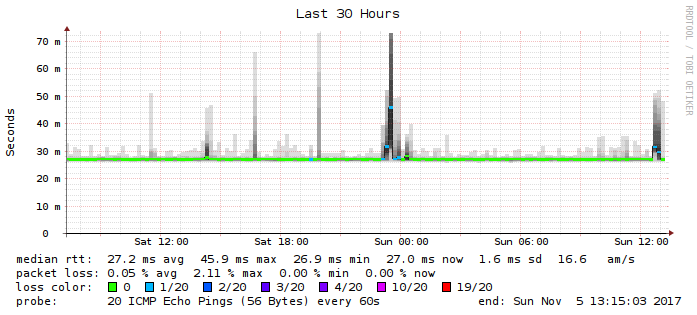 Last 30 Hours
RRDTOOL / TOBI OETIKER
Seconds
70 m
60 m
50 m
40 m
30 m
20 m
10 m
0
Sat 12:00 Sat 18:00 Sun 00:00 Sun 06:00 Sun 12:00
median rtt: 27.2 ms avg 45.9 ms max 26.9 ms min 27.0 ms now 1.6 ms sd 16.6 am/s
packet loss: 0.05 % avg 2.11 % max 0.00 % min 0.00 % now
loss color: 0 1/20 2/20 3/20 4/20 10/20 19/20
probe: 20 ICMP Echo Pings (56 Bytes) every 60s end: Sun Nov 5 13:15:03 2017